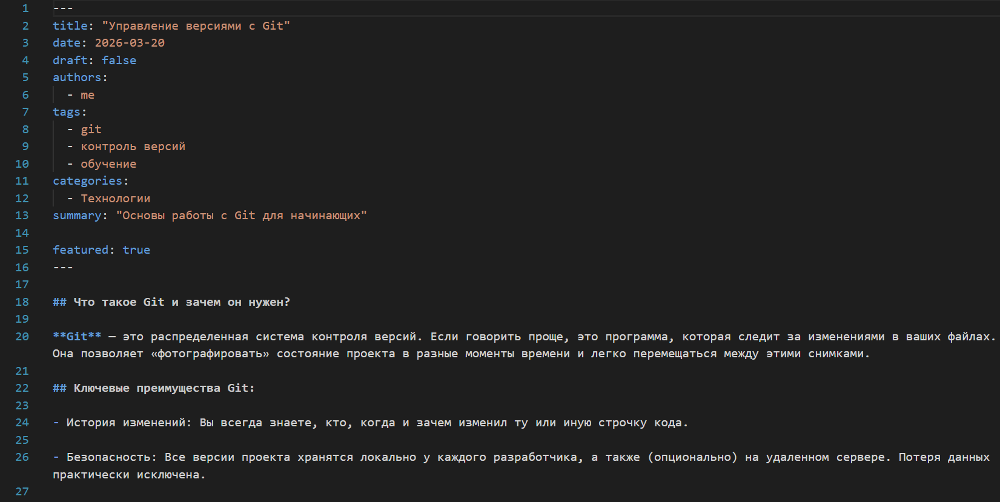 1 ---
2 title: "Управление версиями с Git"
3 date: 2026-03-20
4 draft: false
5 authors:
6 - me
7 tags:
8 - git
9 - контроль версий
10 - обучение
11 categories:
12 - Технологии
13 summary: "Основы работы с Git для начинающих"
14
15 featured: true
16 ---
17
18 ## Что такое Git и зачем он нужен?
19
20 **Git** — это распределенная система контроля версий. Если говорить проще, это программа, которая следит за изменениями в ваших файлах.
Она позволяет «фотографировать» состояние проекта в разные моменты времени и легко перемещаться между этими снимками.
21
22 ## Ключевые преимущества Git:
23
24 - История изменений: Вы всегда знаете, кто, когда и зачем изменил ту или иную строчку кода.
25
26 - Безопасность: Все версии проекта хранятся локально у каждого разработчика, а также (опционально) на удаленном сервере. Потеря данных
практически исключена.
27